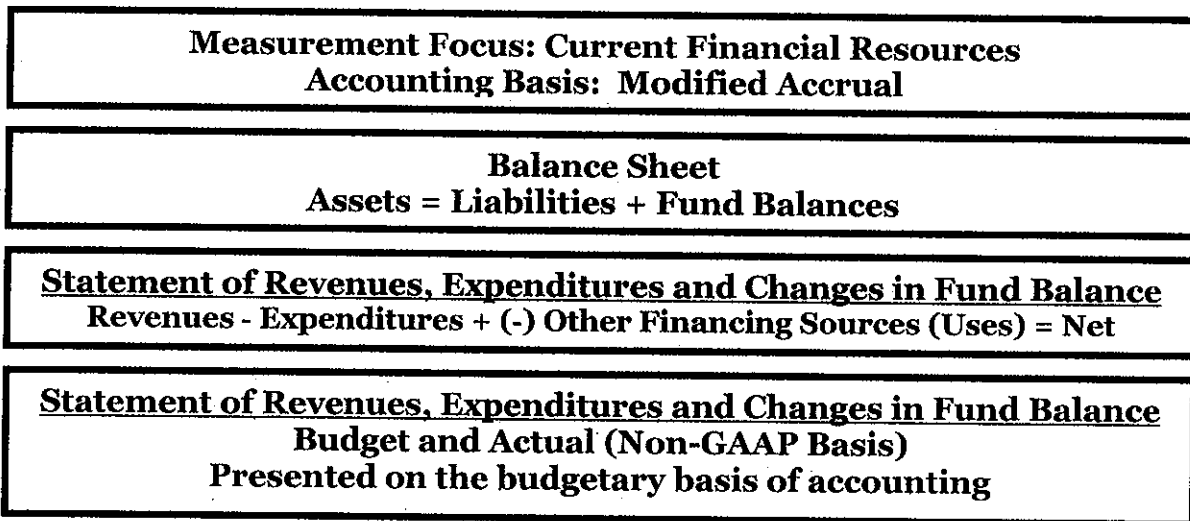 Measurement Focus: Current Financial Resources
Accounting Basis: Modified Accrual
Balance Sheet
Assets = Liabilities + Fund Balances
Statement of Revenues, Expenditures and Changes in Fund Balance
Revenues - Expenditures + (-) Other Financing Sources (Uses) = Net
Statement of Revenues, Expenditures and Changes in Fund Balance
Budget and Actual (Non-GAAP Basis)
Presented on the budgetary basis of accounting